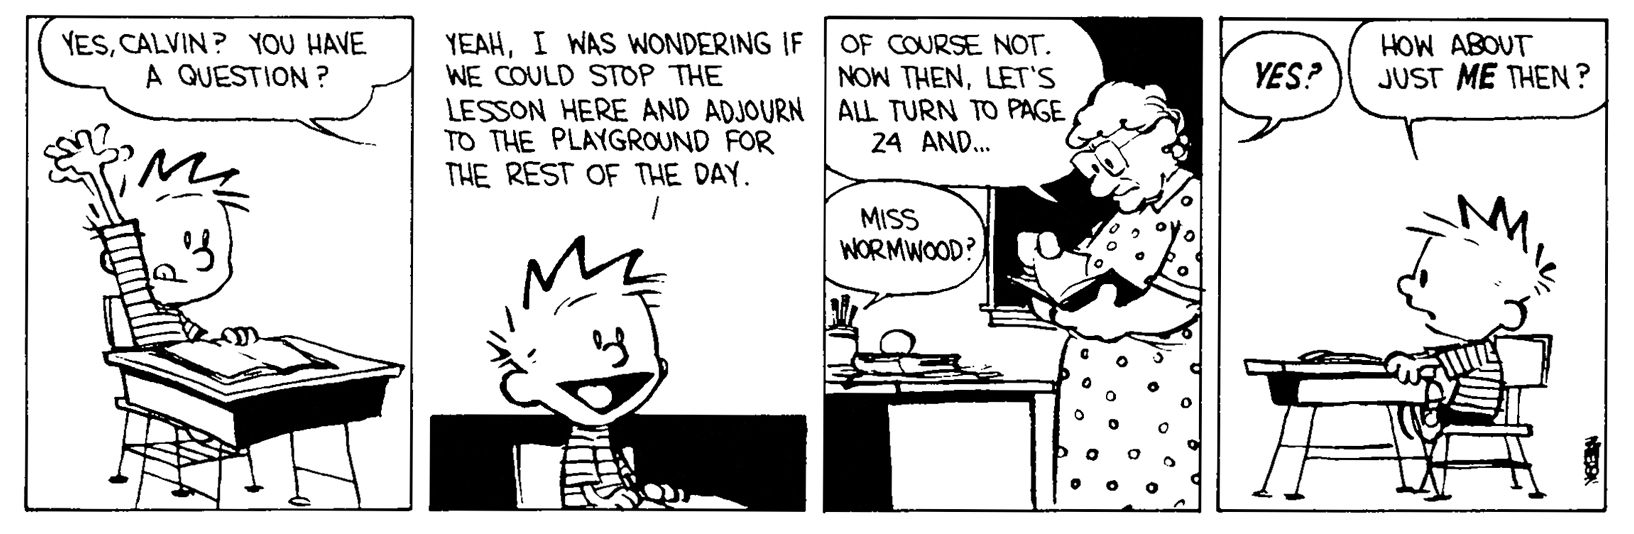 YES, CALVIN? YOU HAVE
A QUESTION?
YEAH, I WAS WONDERING IF
WE COULD STOP THE
LESSON HERE AND ADJOURN
TO THE PLAYGROUND FOR
THE REST OF THE DAY.
OF COURSE NOT.
NOW THEN, LET'S
ALL TURN TO PAGE
24 AND...
MISS
WORMWOOD?
YES?
HOW ABOUT
JUST ME THEN?